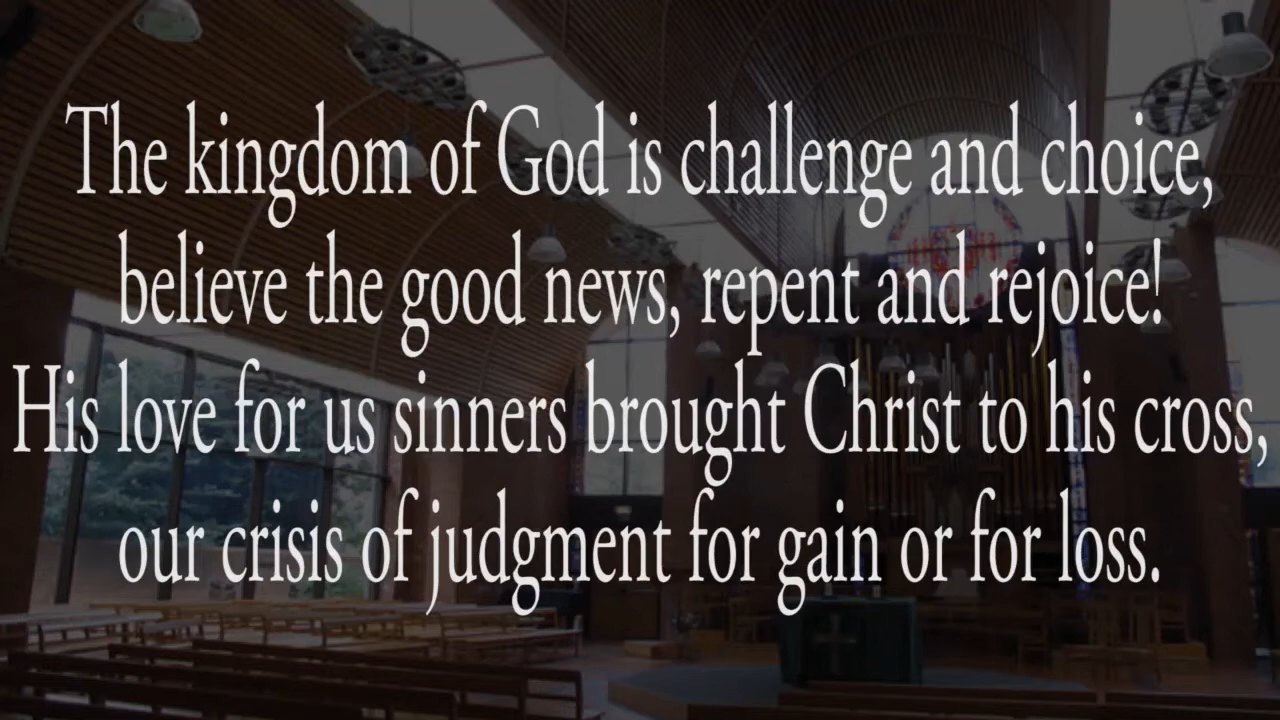 The kingdom of God is challenge and choice,
believe the good news, repent and rejoice!
His love for us sinners brought Christ to his cross,
our crisis of judgment for gain or for loss.